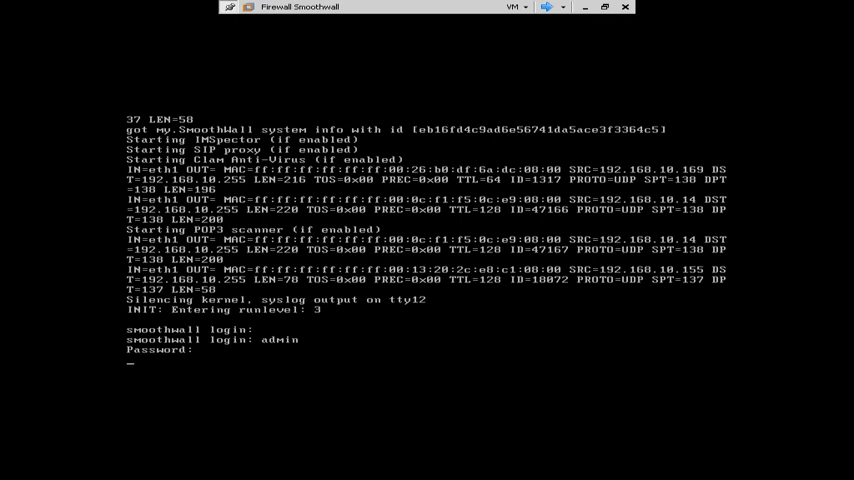 Firewall Smoothwall VM
37 LEN=58
got my.SmoothWall system info with id [eb16fd4c9ad6e56741da5ace3f3364c5]
Starting IMSpector (if enabled)
Starting SIP proxy (if enabled)
Starting Clam Anti-Virus (if enabled)
IN=eth1 OUT= MAC=ff:ff:ff:ff:ff:ff:00:26:b0:df:6a:dc:08:00 SRC=192.168.10.169 DS
T=192.168.10.255 LEN=216 TOS=0x00 PREC=0x00 TTL=64 ID=1317 PROTO=UDP SPT=138 DPT
=138 LEN=196
IN=eth1 OUT= MAC=ff:ff:ff:ff:ff:ff:00:0c:f1:f5:0c:e9:08:00 SRC=192.168.10.14 DST
=192.168.10.255 LEN=220 TOS=0x00 PREC=0x00 TTL=128 ID=47166 PROTO=UDP SPT=138 DP
T=138 LEN=200
Starting POP3 scanner (if enabled)
IN=eth1 OUT= MAC=ff:ff:ff:ff:ff:ff:00:0c:f1:f5:0c:e9:08:00 SRC=192.168.10.14 DST
=192.168.10.255 LEN=220 TOS=0x00 PREC=0x00 TTL=128 ID=47167 PROTO=UDP SPT=138 DP
T=138 LEN=200
IN=eth1 OUT= MAC=ff:ff:ff:ff:ff:ff:00:13:20:2c:e8:c1:08:00 SRC=192.168.10.155 DS
T=192.168.10.255 LEN=78 TOS=0x00 PREC=0x00 TTL=128 ID=18072 PROTO=UDP SPT=137 DP
T=137 LEN=58
Silencing kernel, syslog output on tty12
INIT: Entering runlevel: 3
smoothwall login:
smoothwall login: admin
Password:
_